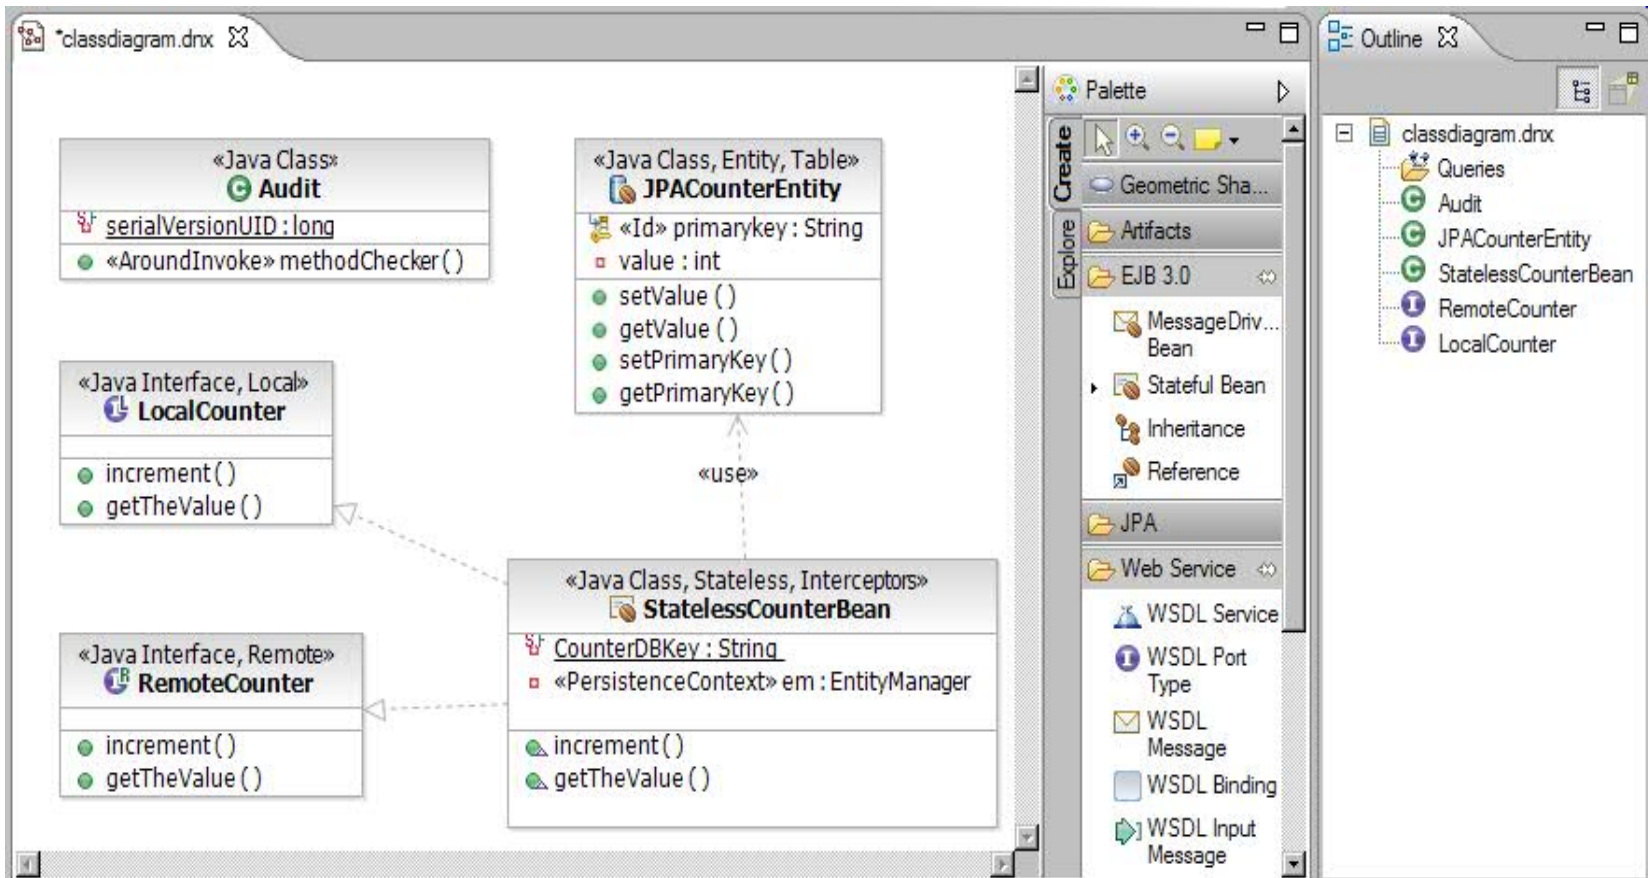 *classdiagram.dnx
«Java Class»
Audit
serialVersionUID : long
«AroundInvoke» methodChecker ( )
«Java Class, Entity, Table»
JPACounterEntity
«Id» primarykey : String
value : int
setValue ( )
getValue ( )
setPrimaryKey ( )
getPrimaryKey ( )
«Java Interface, Local»
LocalCounter
increment ( )
getTheValue ( )
«use»
«Java Class, Stateless, Interceptors»
StatelessCounterBean
CounterDBKey : String
«PersistenceContext» em : EntityManager
increment ( )
getTheValue ( )
«Java Interface, Remote»
RemoteCounter
increment ( )
getTheValue ( )
Palette
Create
Explore
Geometric Sha...
Artifacts
EJB 3.0
MessageDriv...
Bean
Stateful Bean
Inheritance
Reference
JPA
Web Service
WSDL Service
WSDL Port
Type
WSDL
Message
WSDL Binding
WSDL Input
Message
Outline
classdiagram.dnx
Queries
Audit
JPACounterEntity
StatelessCounterBean
RemoteCounter
LocalCounter